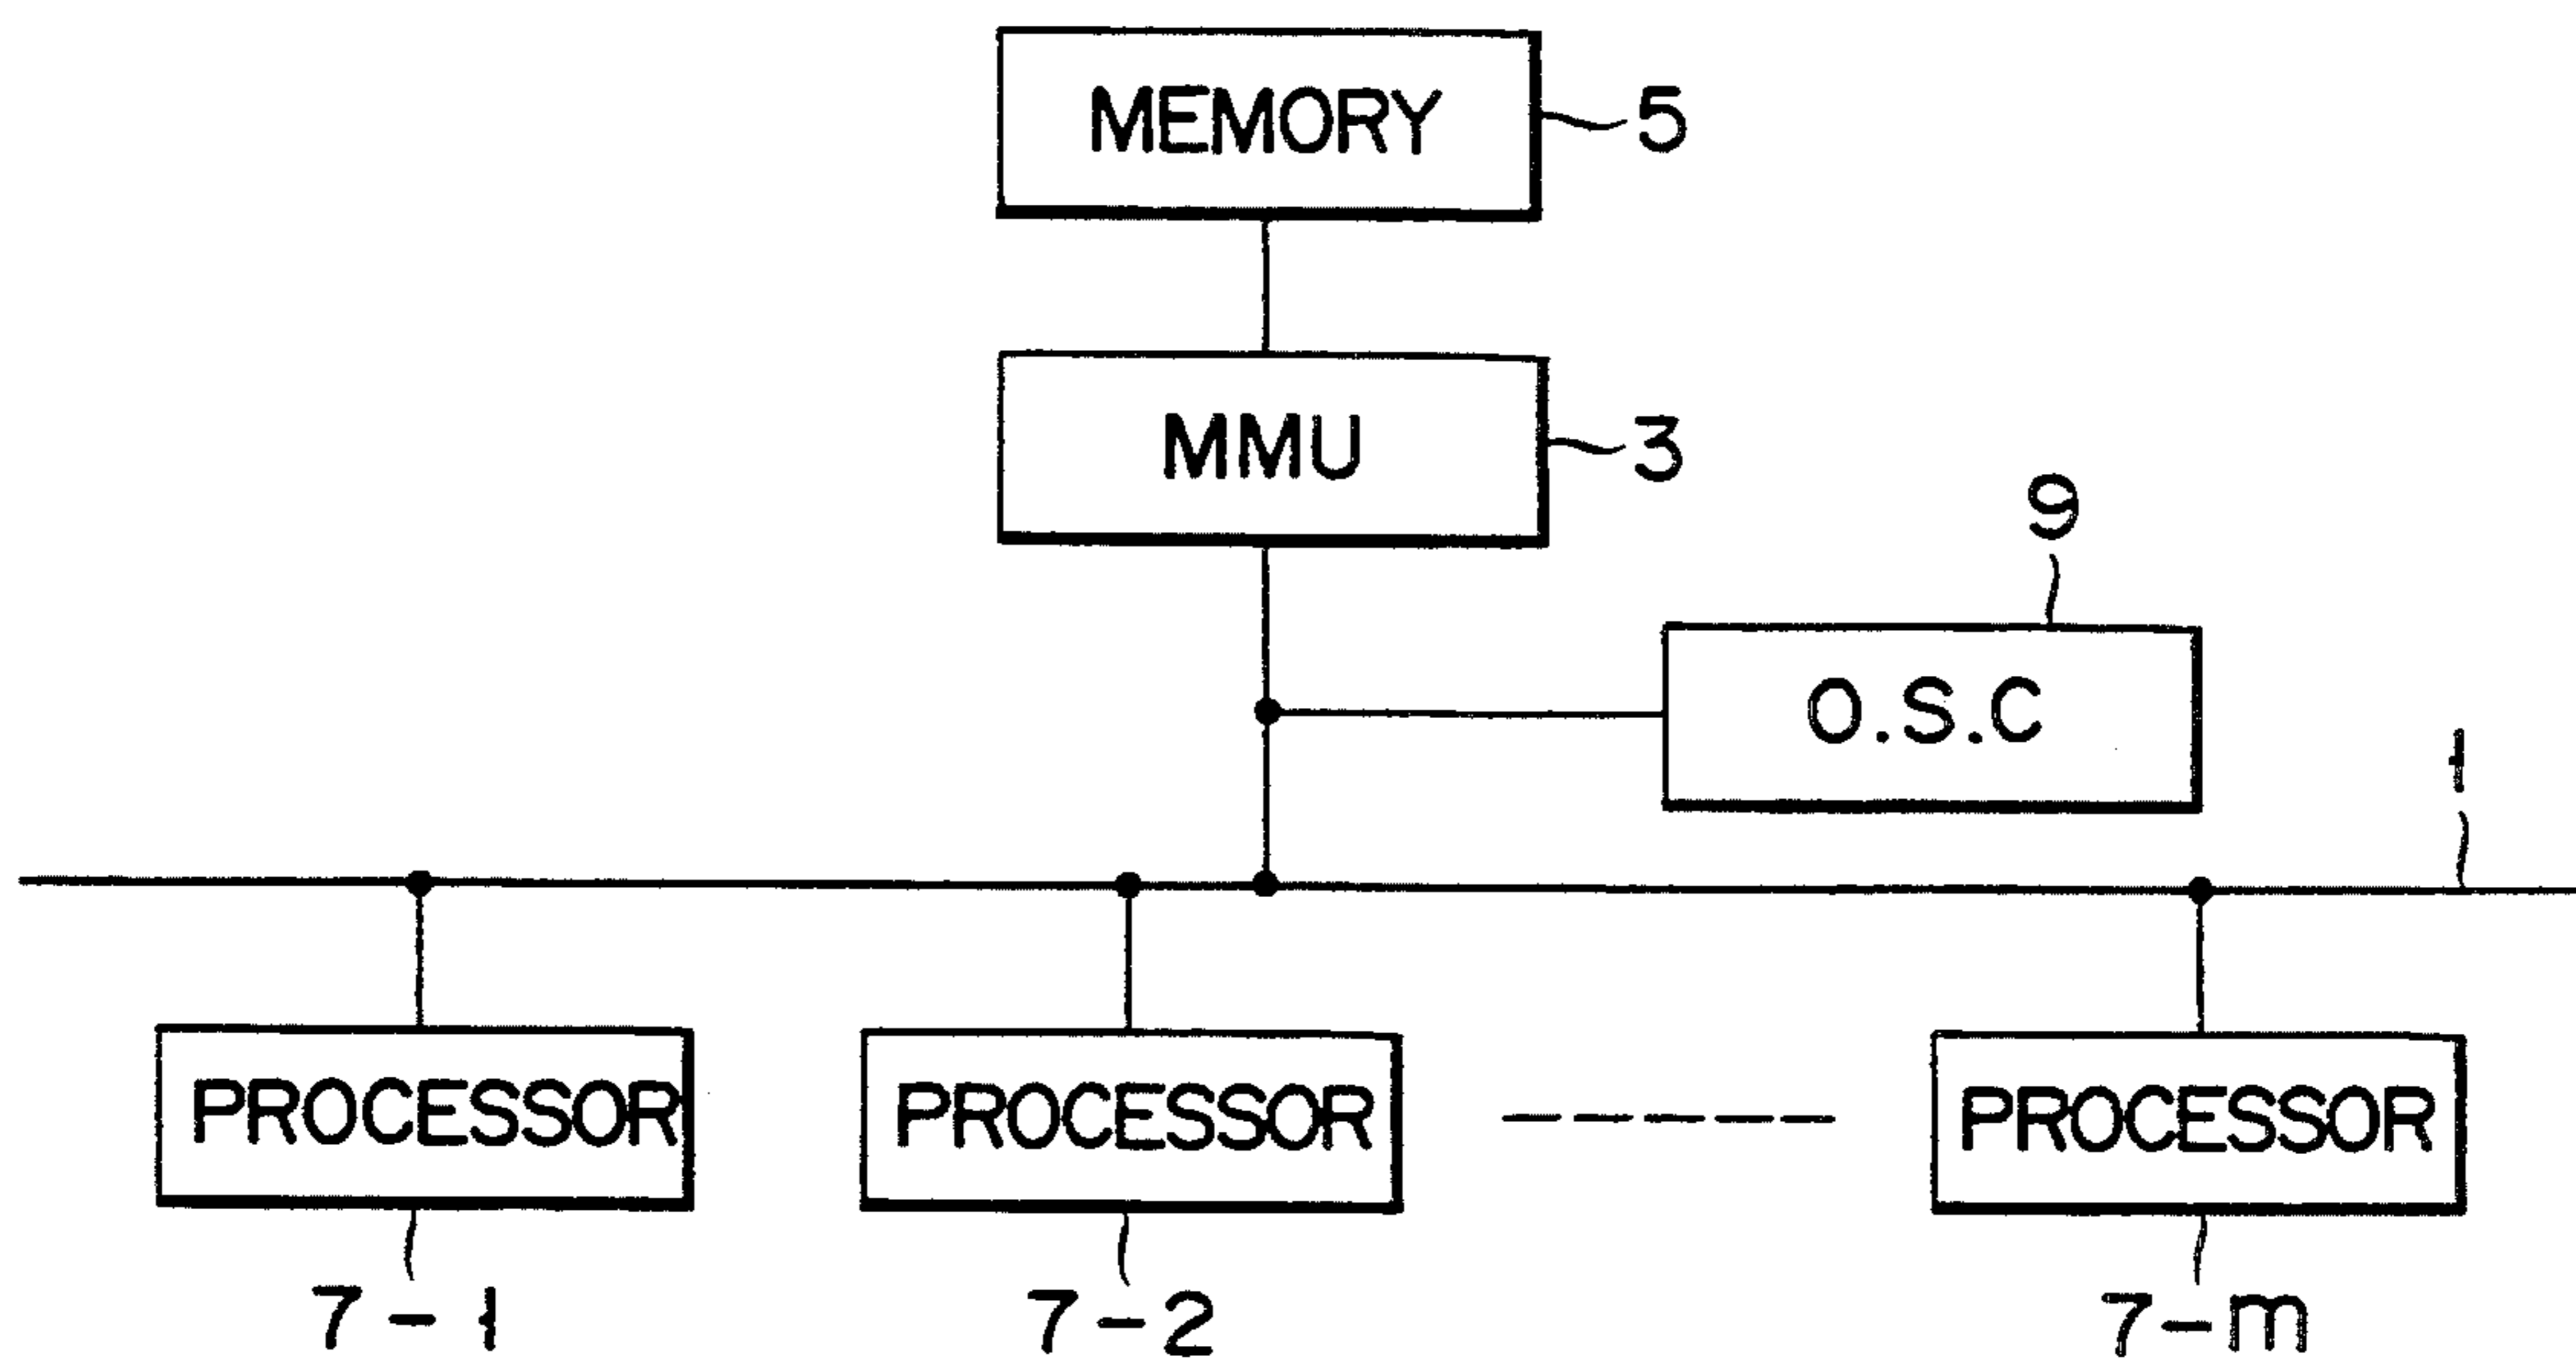 MEMORY
5
MMU
3
9
O.S.C
1
PROCESSOR
PROCESSOR
PROCESSOR
7-1
7-2
7-m